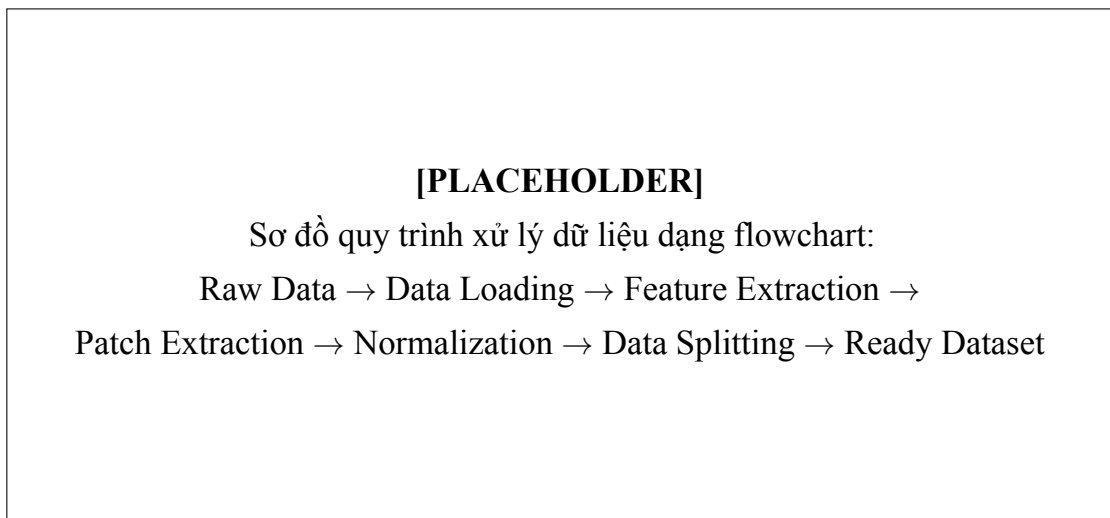 [PLACEHOLDER]
Sơ đồ quy trình xử lý dữ liệu dạng flowchart:
Raw Data → Data Loading → Feature Extraction →
Patch Extraction → Normalization → Data Splitting → Ready Dataset